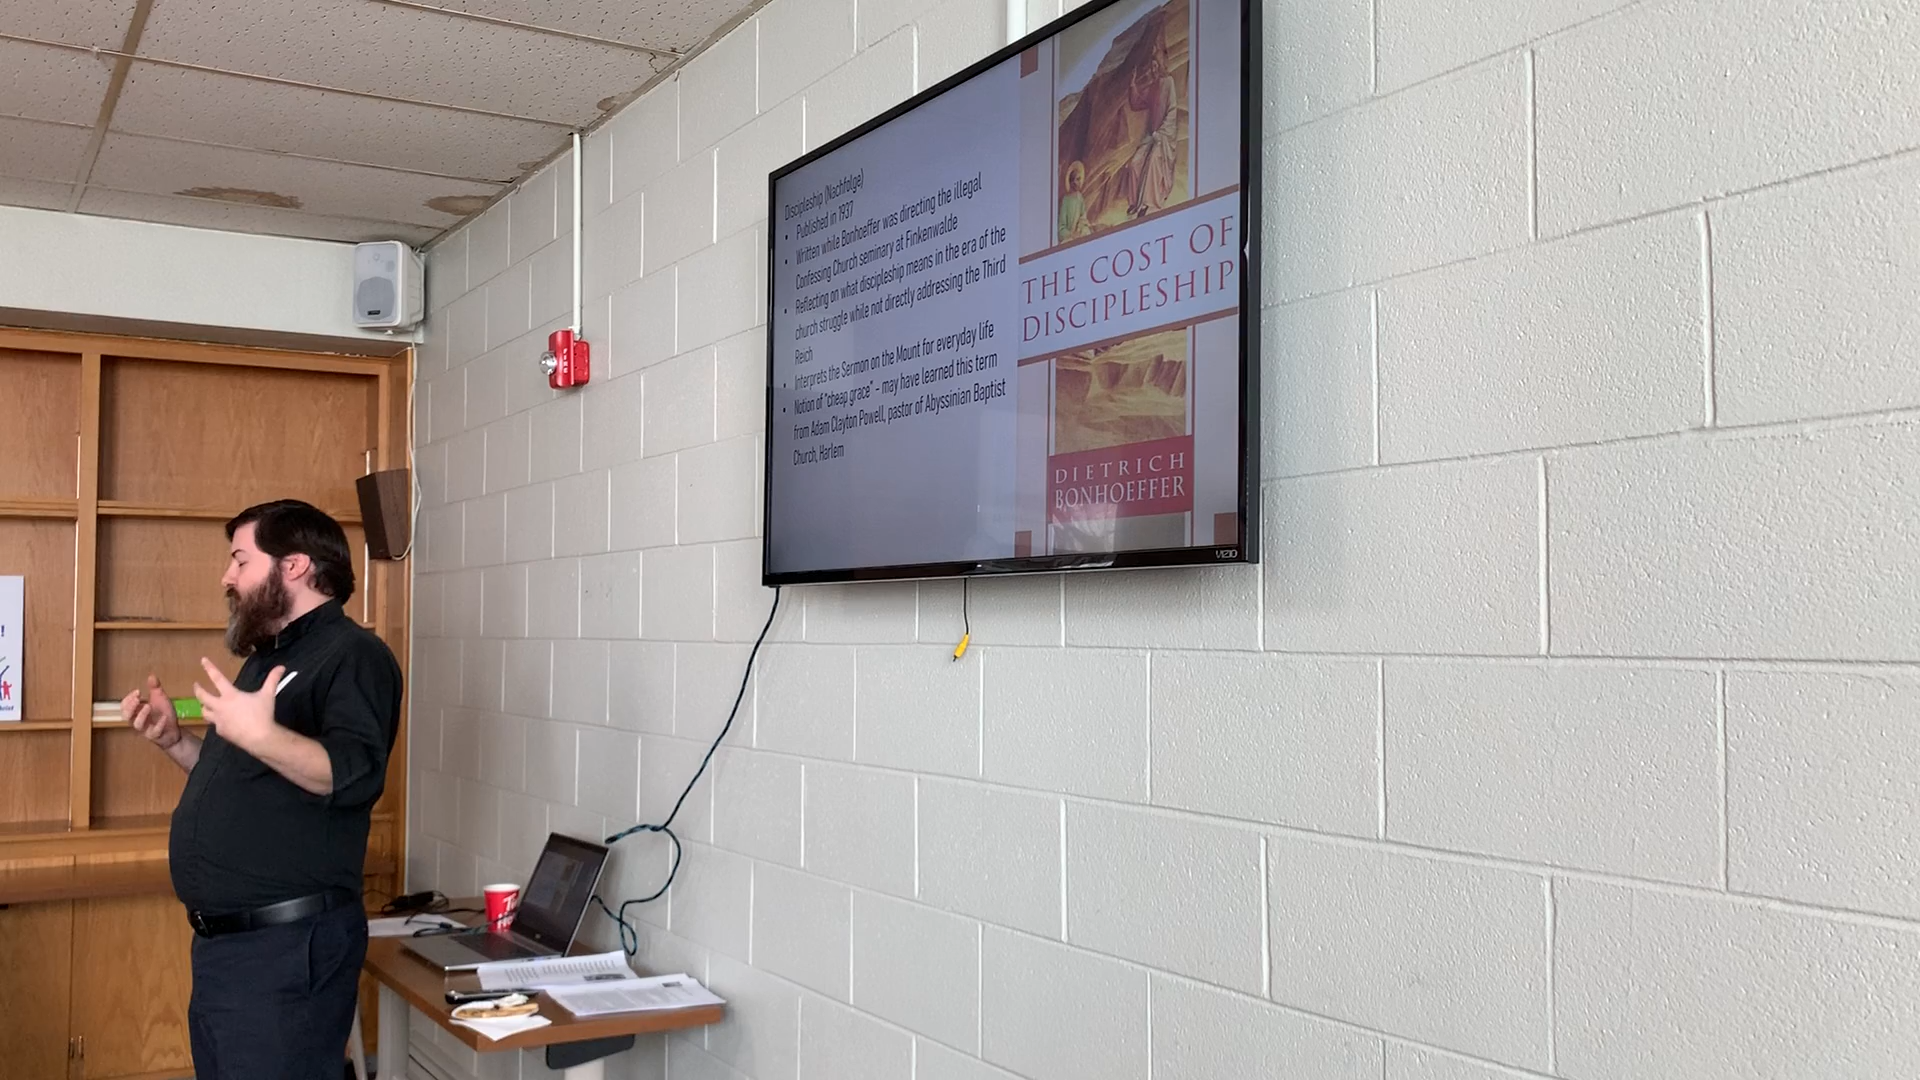 Discipleship (Nachfolge)
• Published in 1937
• Written while Bonhoeffer was directing the illegal
Confessing Church seminary at Finkenwalde
• Reflecting on what discipleship means in the era of the
church struggle while not directly addressing the Third
Reich
• Interprets the Sermon on the Mount for everyday life
• Notion of "cheap grace" - may have learned this term
from Adam Clayton Powell, pastor of Abyssinian Baptist
Church, Harlem
THE COST OF
DISCIPLESHIP
DIETRICH
BONHOEFFER
VIZIO
FIRE
!